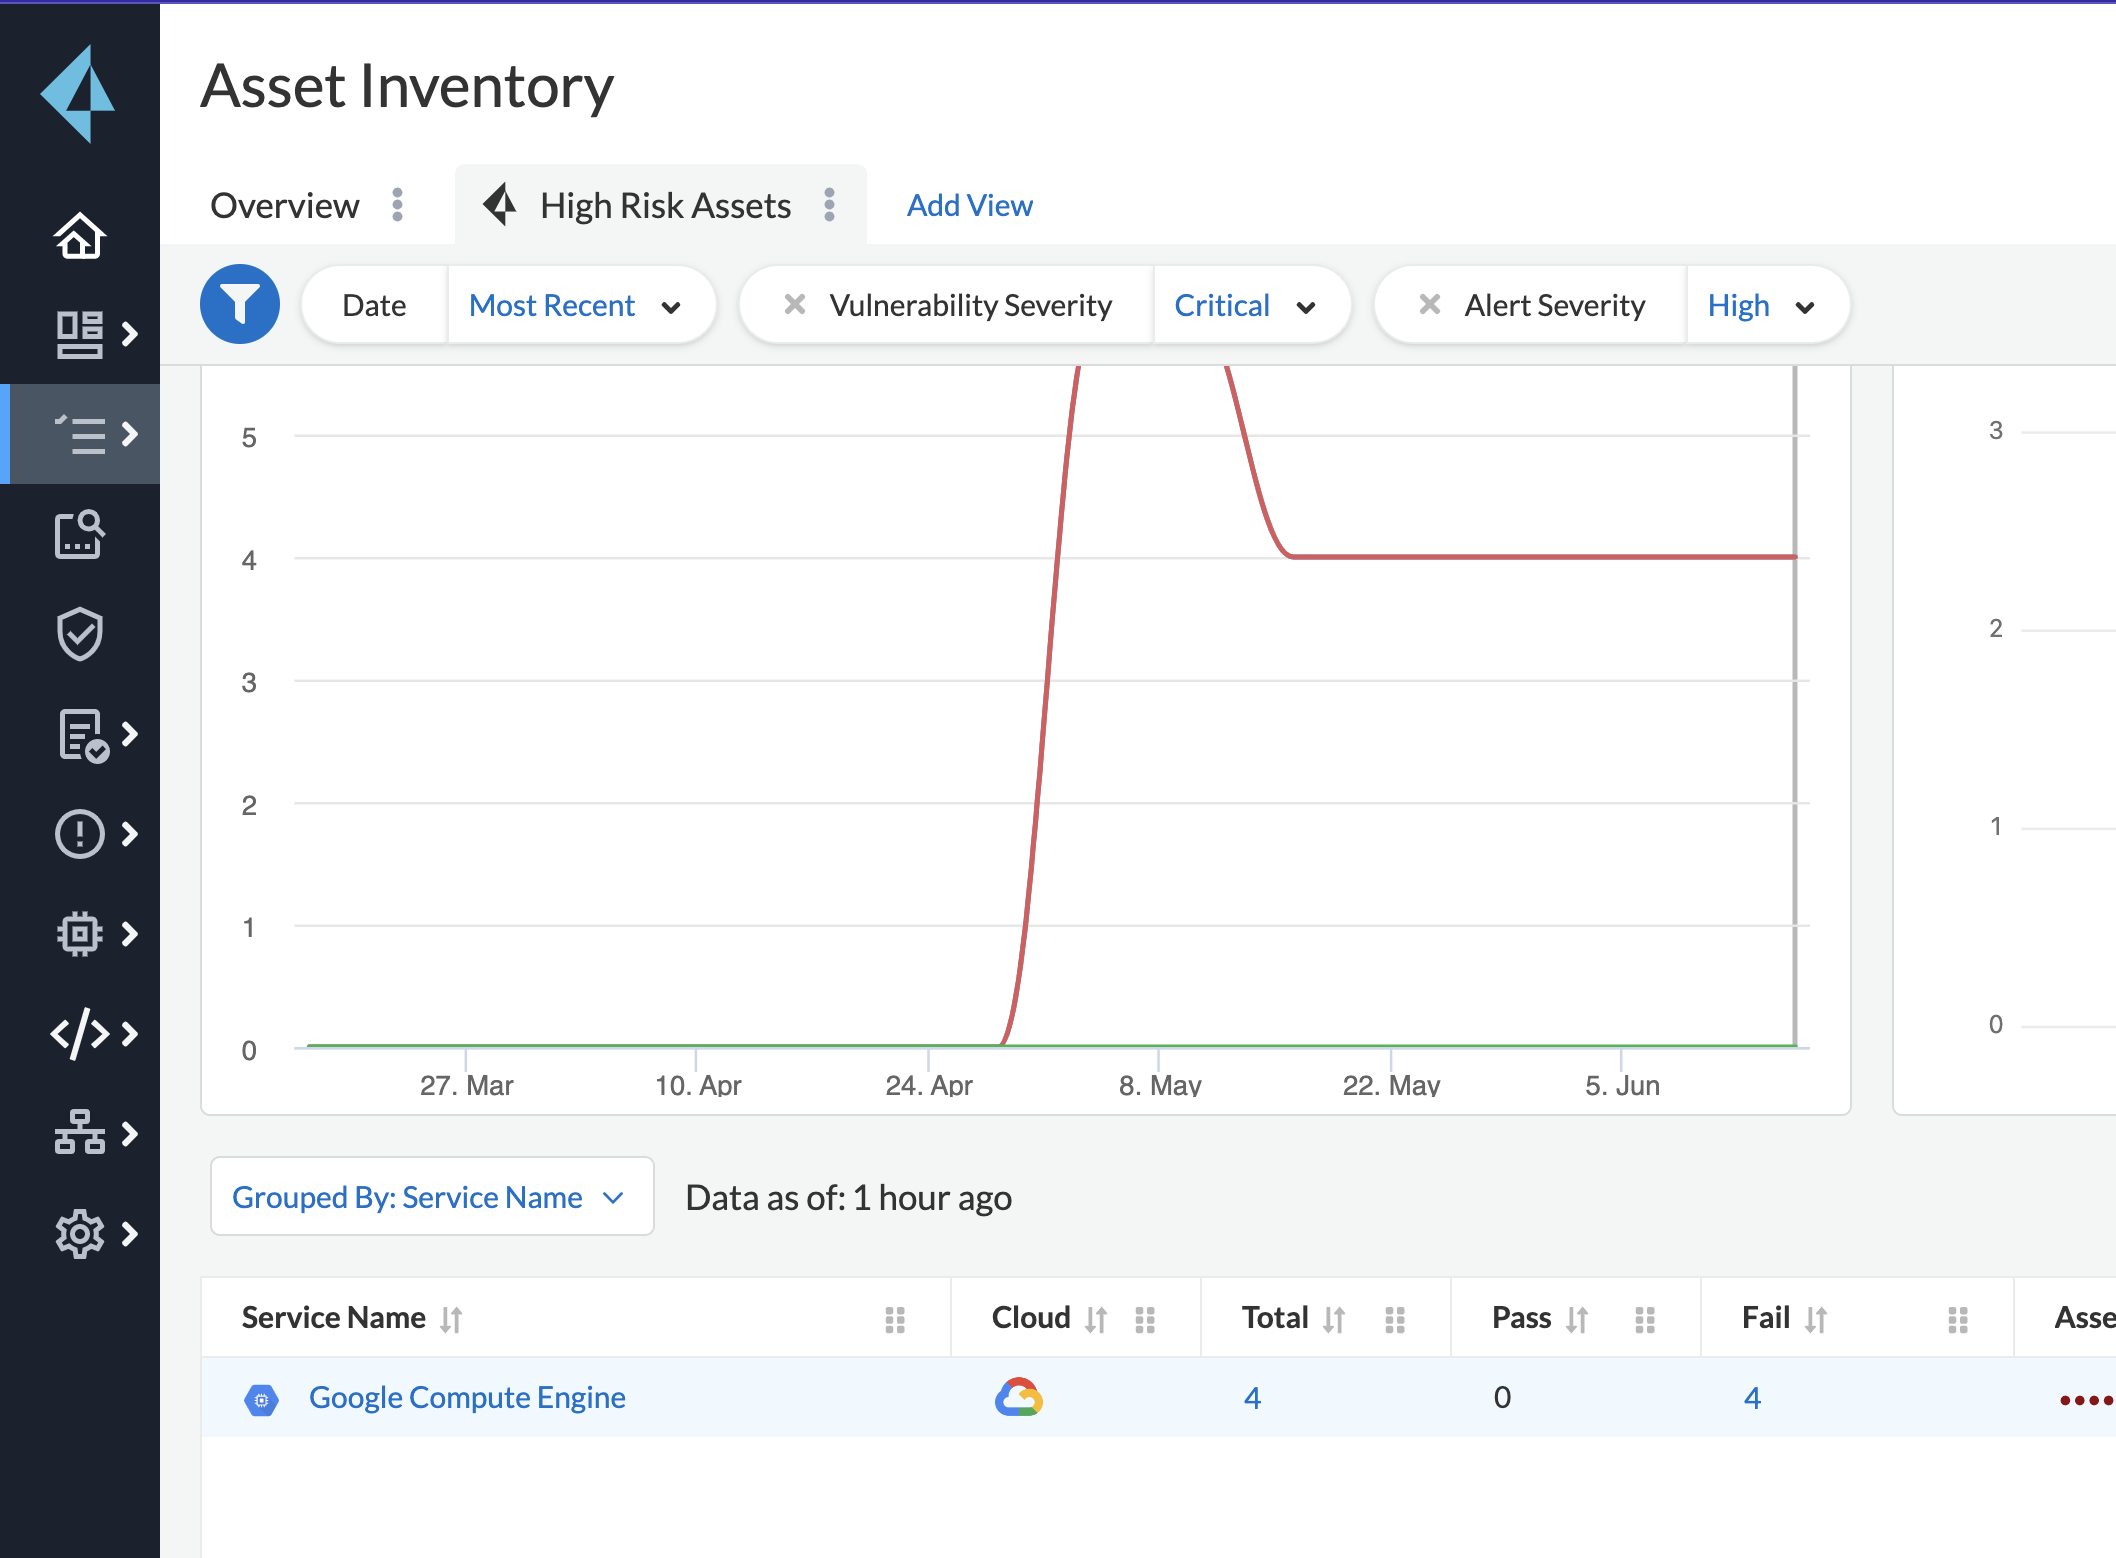 Asset Inventory
Overview
High Risk Assets
Add View
Date Most Recent
Vulnerability Severity Critical
Alert Severity High
5
4
3
2
1
0
27. Mar 10. Apr 24. Apr 8. May 22. May 5. Jun
3
2
1
0
Grouped By: Service Name
Data as of: 1 hour ago
Service Name Cloud Total Pass Fail Asse
Google Compute Engine 4 0 4